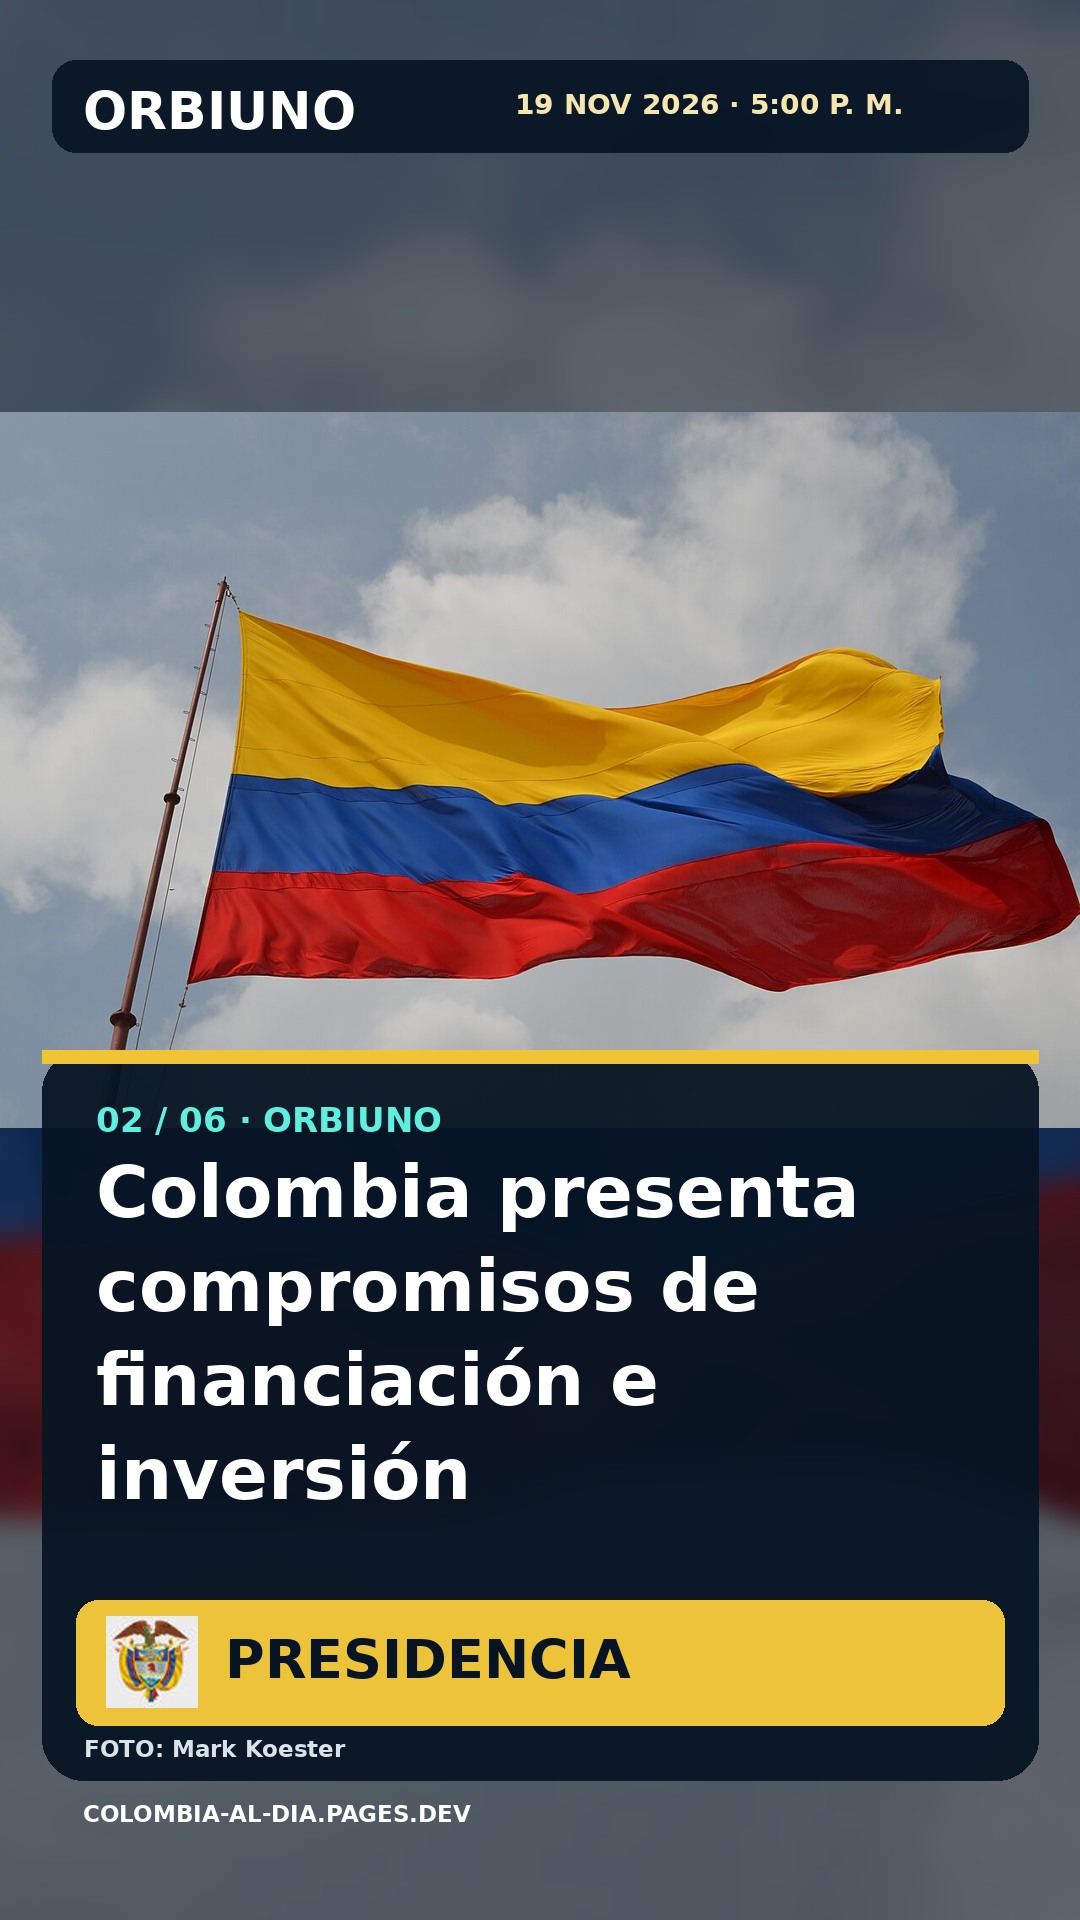 ORBIUNO
19 NOV 2026 · 5:00 P. M.
02 / 06 · ORBIUNO
Colombia presenta
compromisos de
financiación e
inversión
PRESIDENCIA
FOTO: Mark Koester
COLOMBIA-AL-DIA.PAGES.DEV